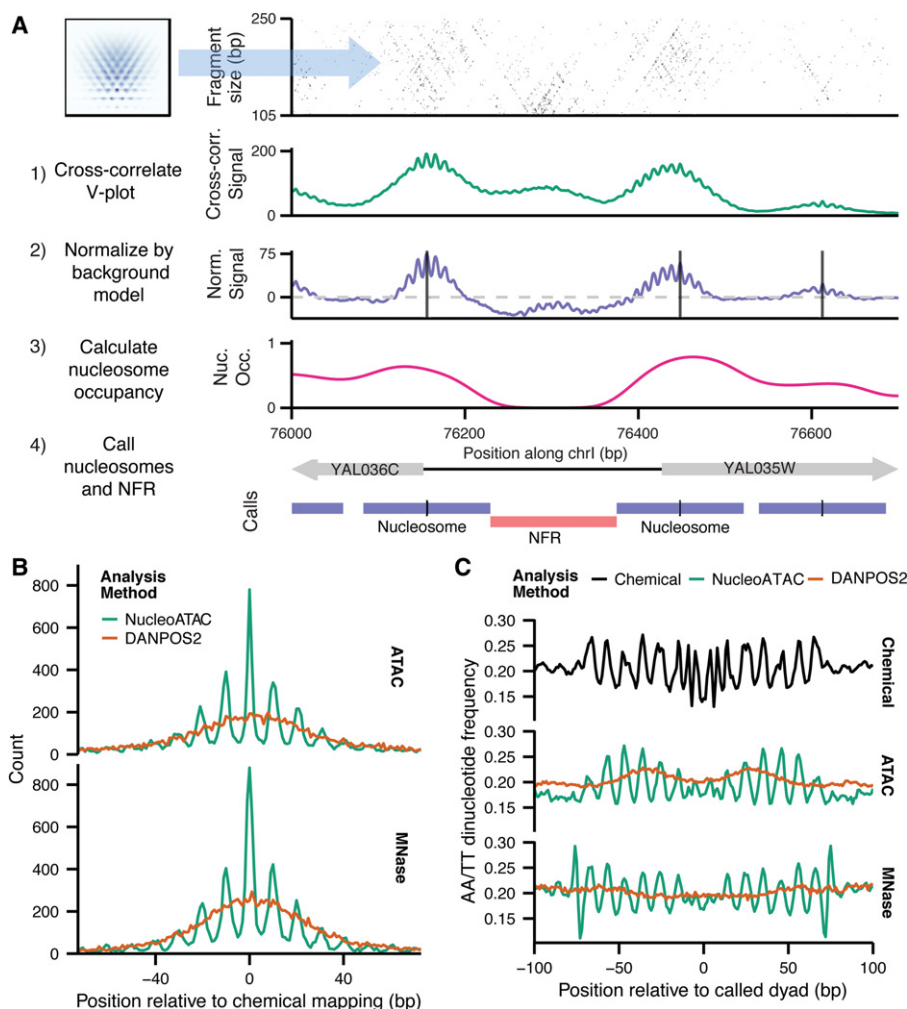 A
250
Fragment
size (bp)
105
1) Cross-correlate
V-plot
200
Cross-corr.
Signal
0
2) Normalize by
background
model
75
Norm.
Signal
0
3) Calculate
nucleosome
occupancy
1
Nuc.
Occ.
0
76000 76200 76400 76600
Position along chrI (bp)
4) Call
nucleosomes
and NFR
YAL036C YAL035W
Calls
Nucleosome NFR Nucleosome
B
Analysis
Method
NucleoATAC
DANPOS2
800
600
400
200
0
ATAC
Count
800
600
400
200
0
MNase
−40 0 40
Position relative to chemical mapping (bp)
C
Analysis
Method
Chemical NucleoATAC DANPOS2
0.30
0.25
0.20
0.15
Chemical
AA/TT dinucleotide frequency
0.30
0.25
0.20
0.15
ATAC
0.30
0.25
0.20
0.15
MNase
−100 −50 0 50 100
Position relative to called dyad (bp)